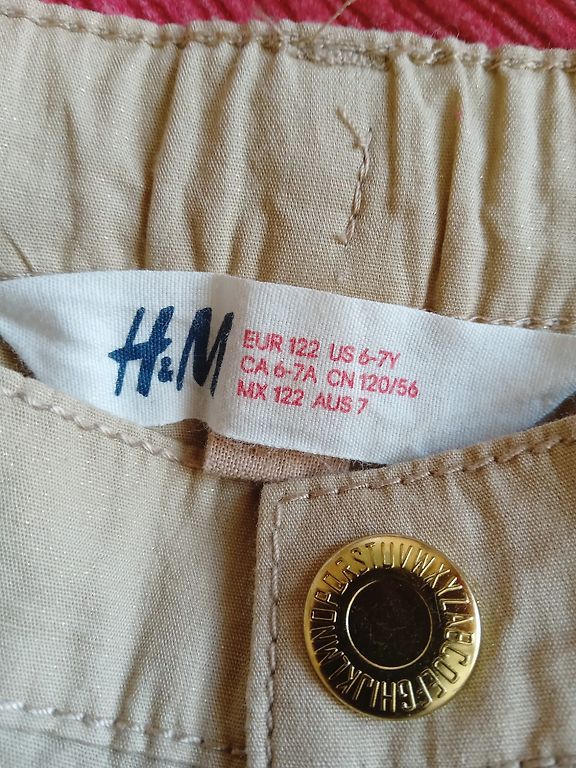 H&M
EUR 122 US 6-7Y
CA 6-7A CN 120/56
MX 122 AUS 7
ABCDEFGHIJKLMNOPQRSTUVWXYZ